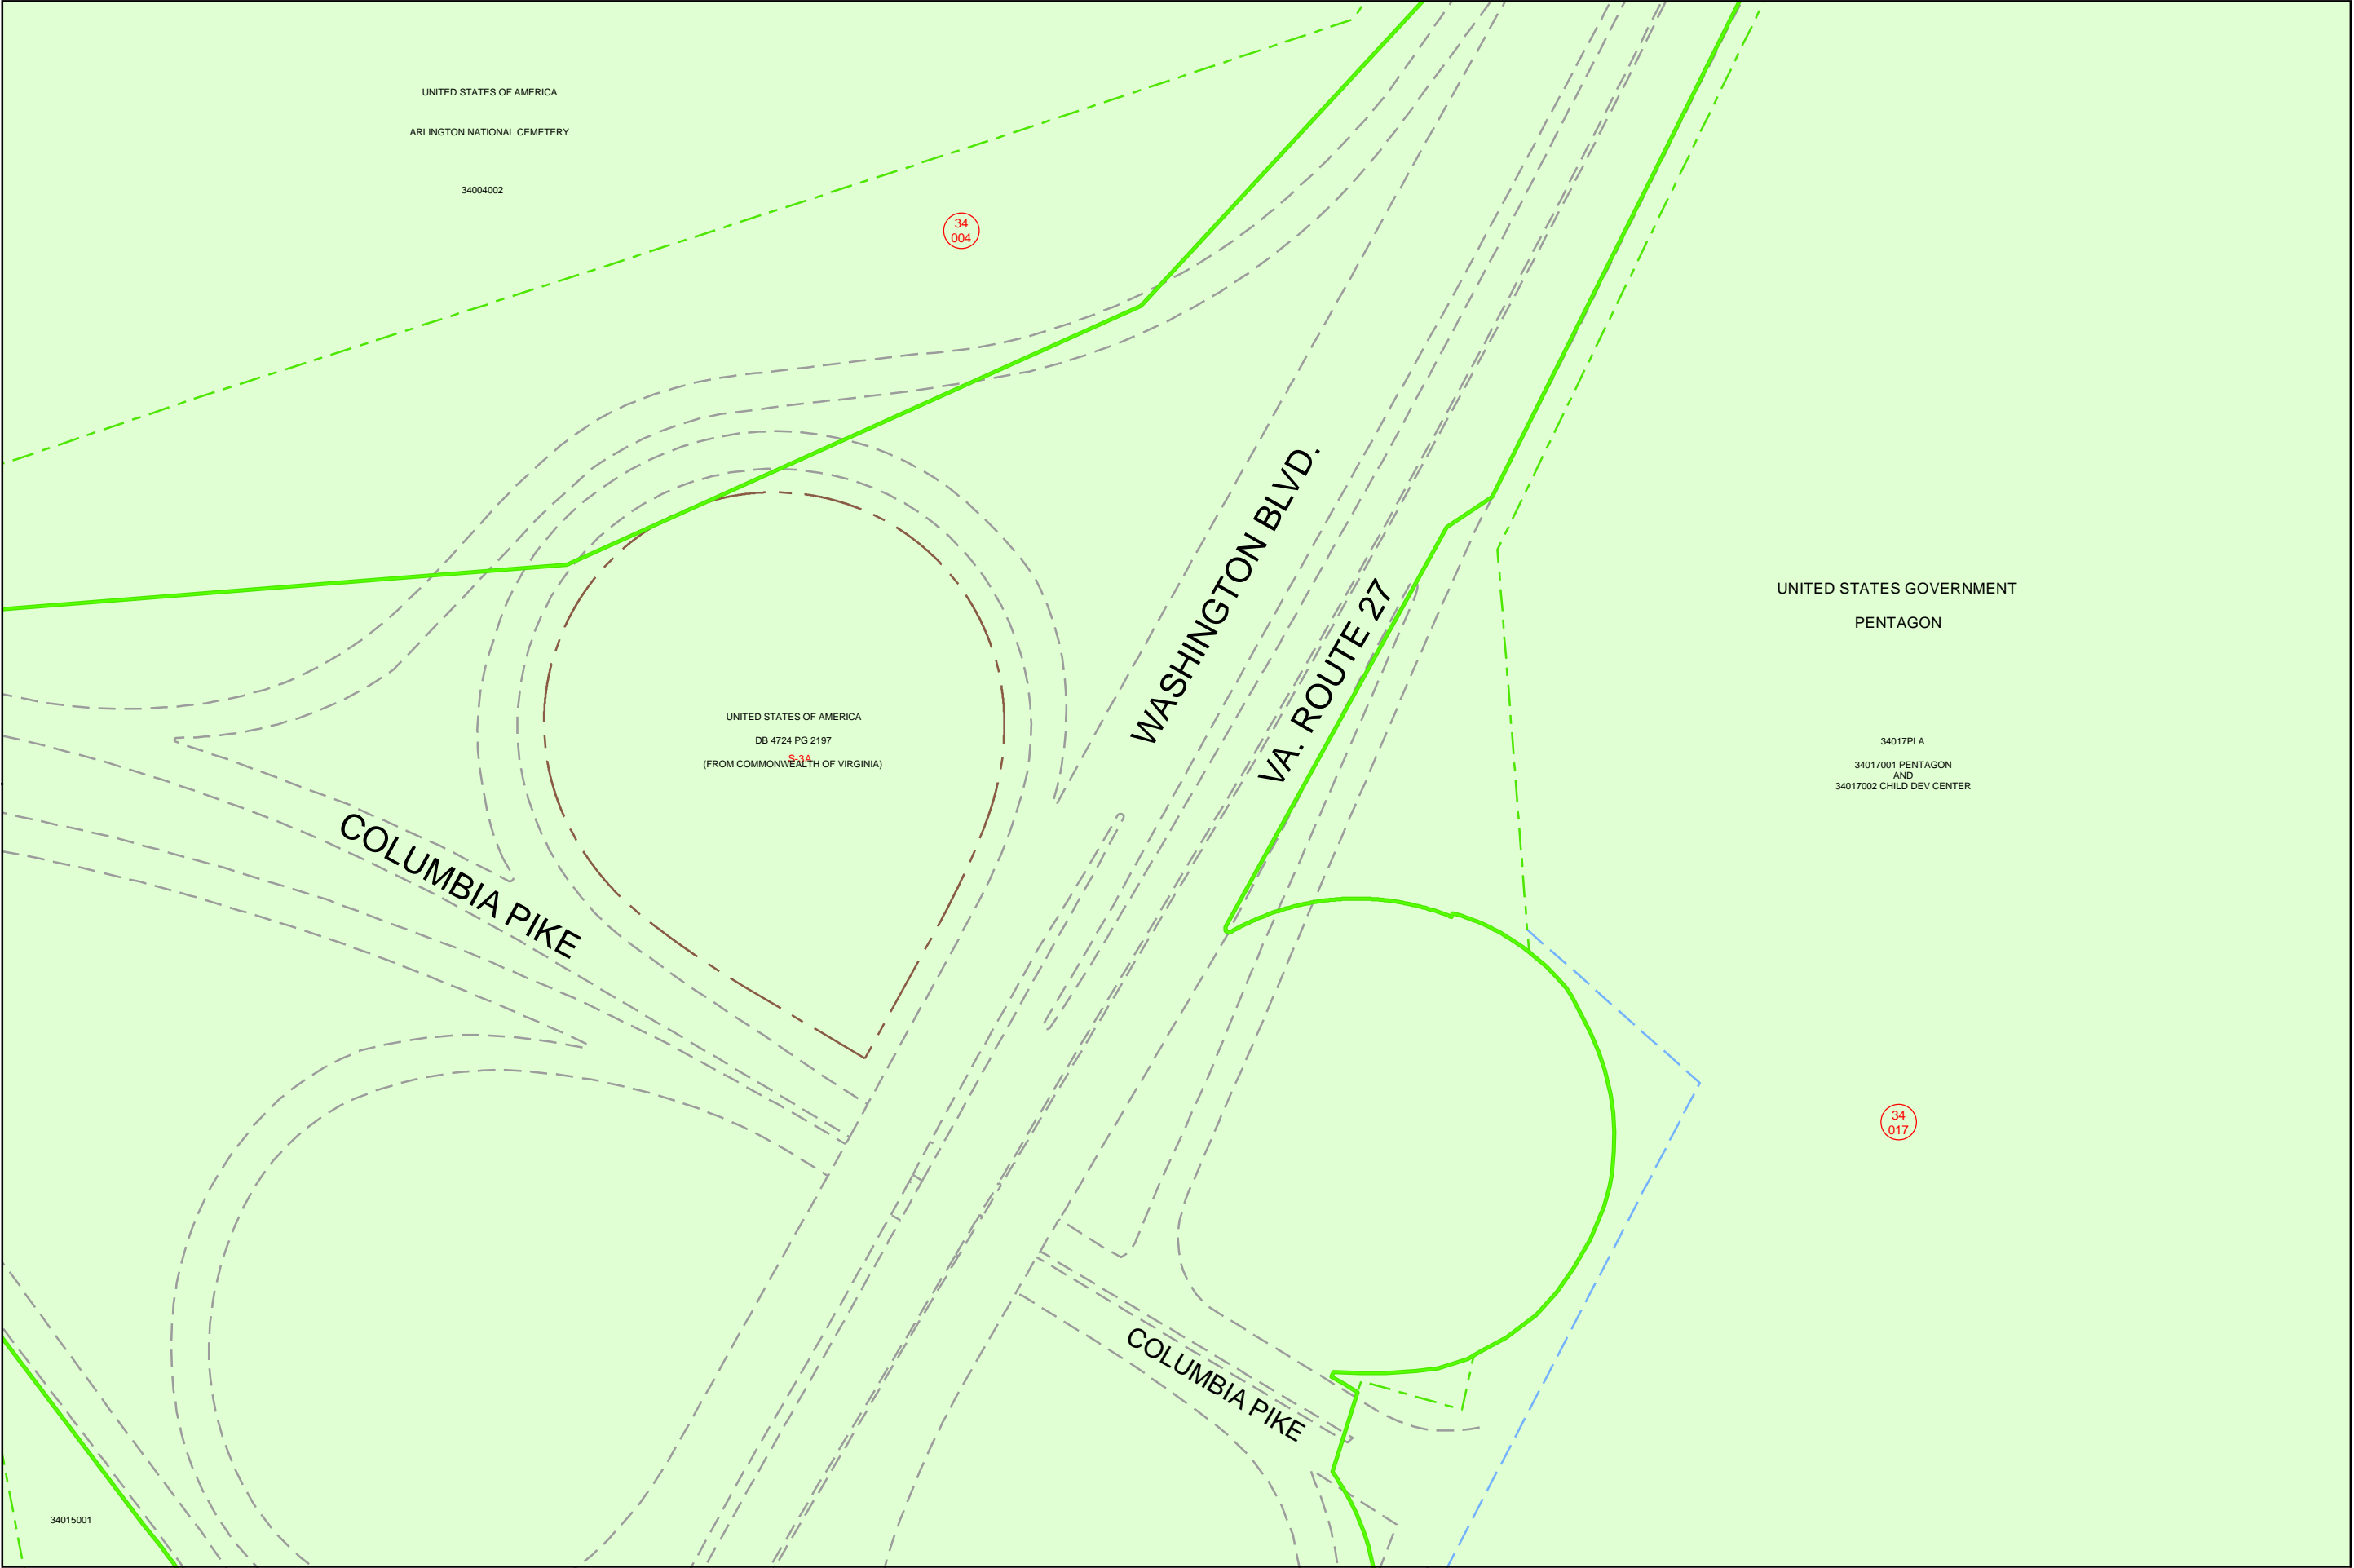 UNITED STATES OF AMERICA
ARLINGTON NATIONAL CEMETERY
34004002
34
004
WASHINGTON BLVD.
VA. ROUTE 27
UNITED STATES GOVERNMENT
PENTAGON
34017PLA
34017001 PENTAGON
AND
34017002 CHILD DEV CENTER
UNITED STATES OF AMERICA
DB 4724 PG 2197
S-3A
(FROM COMMONWEALTH OF VIRGINIA)
COLUMBIA PIKE
34
017
COLUMBIA PIKE
34015001